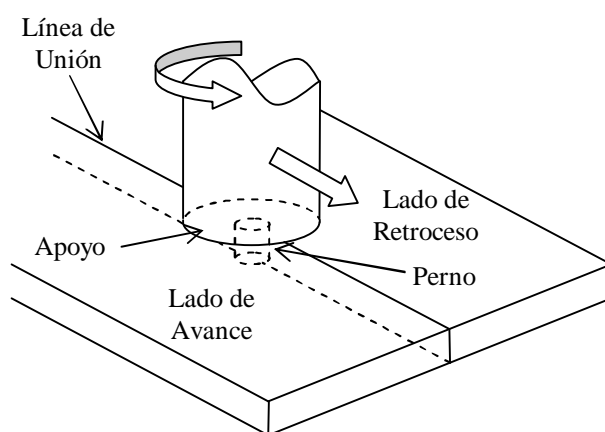 Línea de
Unión
Lado de
Retroceso
Apoyo
Perno
Lado de
Avance